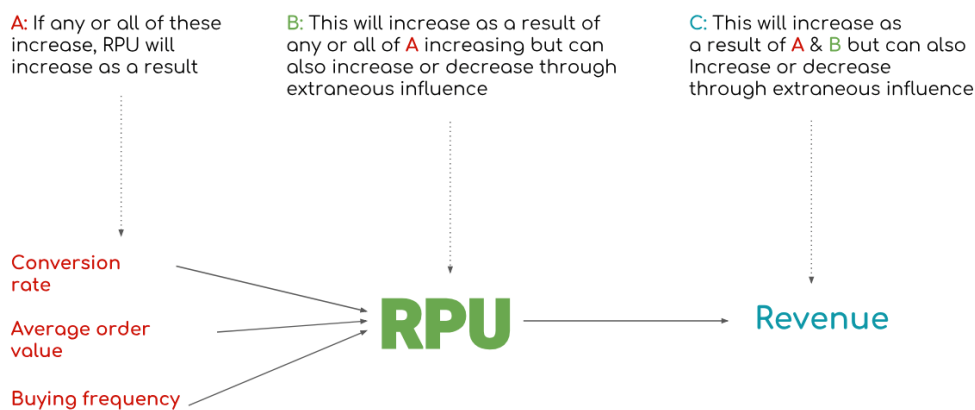 A: If any or all of these
increase, RPU will
increase as a result
B: This will increase as a result of
any or all of A increasing but can
also increase or decrease through
extraneous influence
C: This will increase as
a result of A & B but can also
Increase or decrease
through extraneous influence
Conversion
rate
Average order
value
Buying frequency
RPU
Revenue